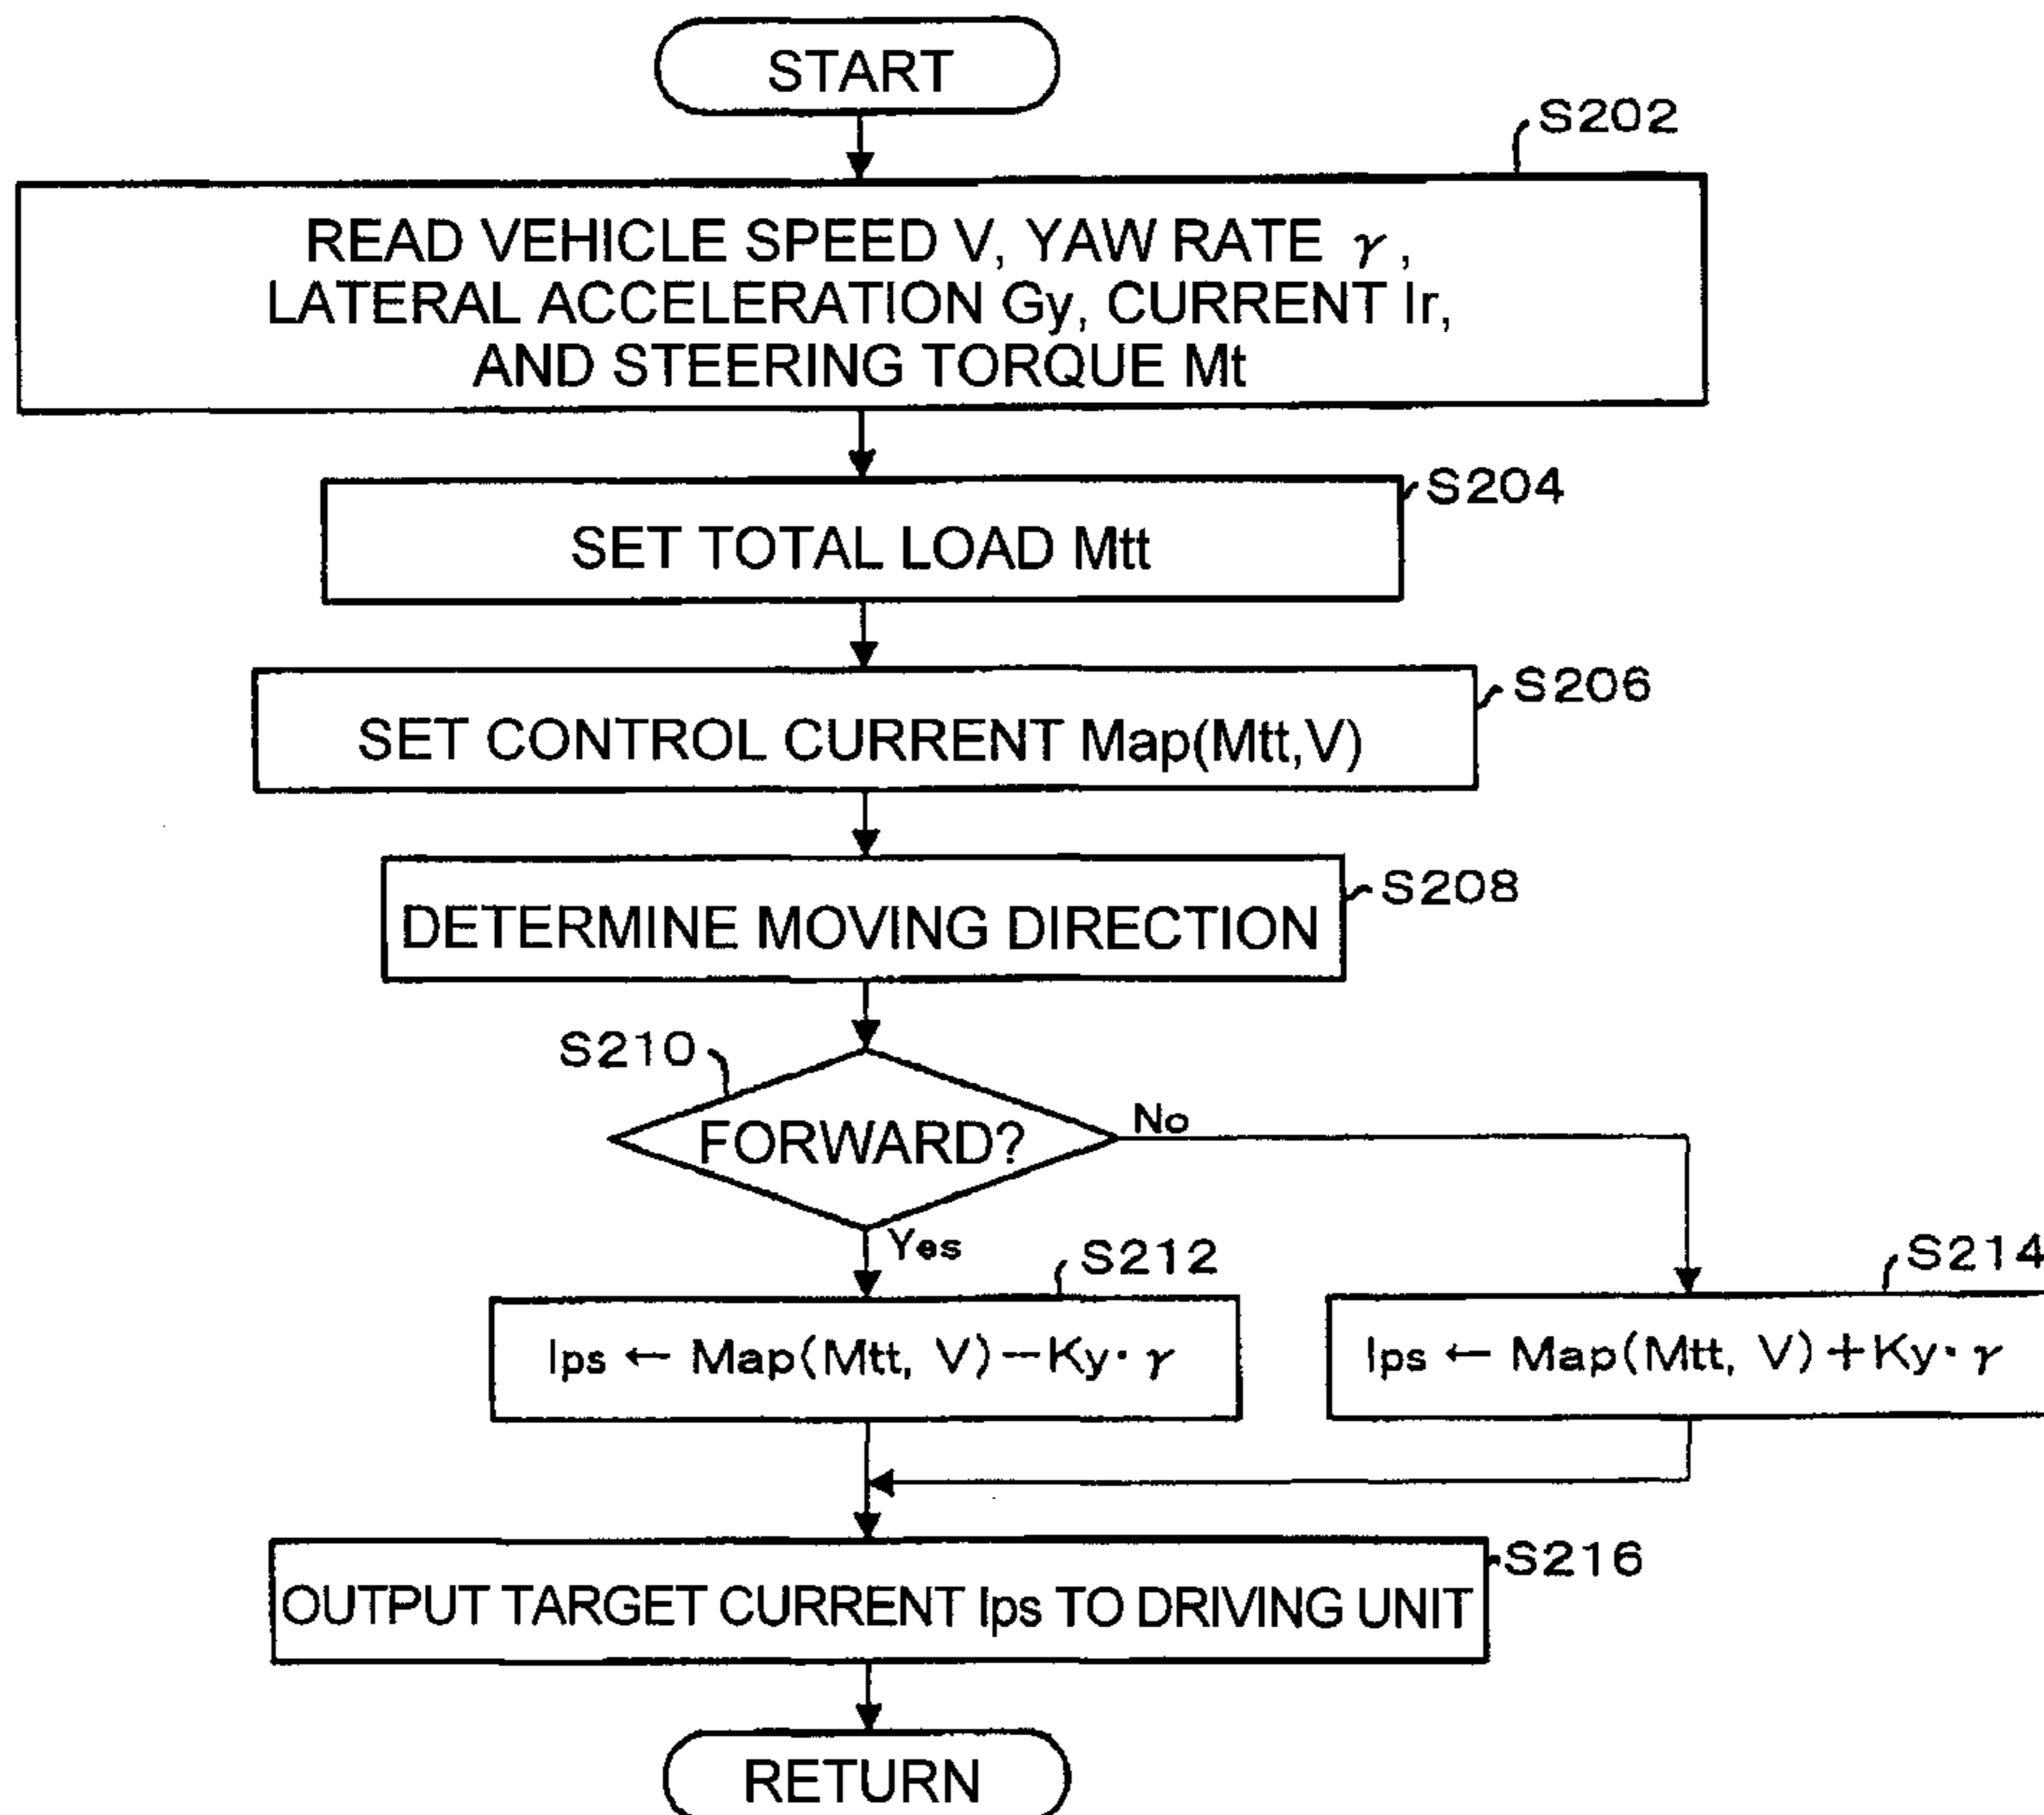 START
S202
READ VEHICLE SPEED V, YAW RATE γ,
LATERAL ACCELERATION Gy, CURRENT Ir,
AND STEERING TORQUE Mt
S204
SET TOTAL LOAD Mtt
S206
SET CONTROL CURRENT Map(Mtt,V)
S208
DETERMINE MOVING DIRECTION
S210
FORWARD?
No
Yes
S212
S214
Ips ← Map(Mtt, V)−Ky・γ
Ips ← Map(Mtt, V)+Ky・γ
S216
OUTPUT TARGET CURRENT Ips TO DRIVING UNIT
RETURN